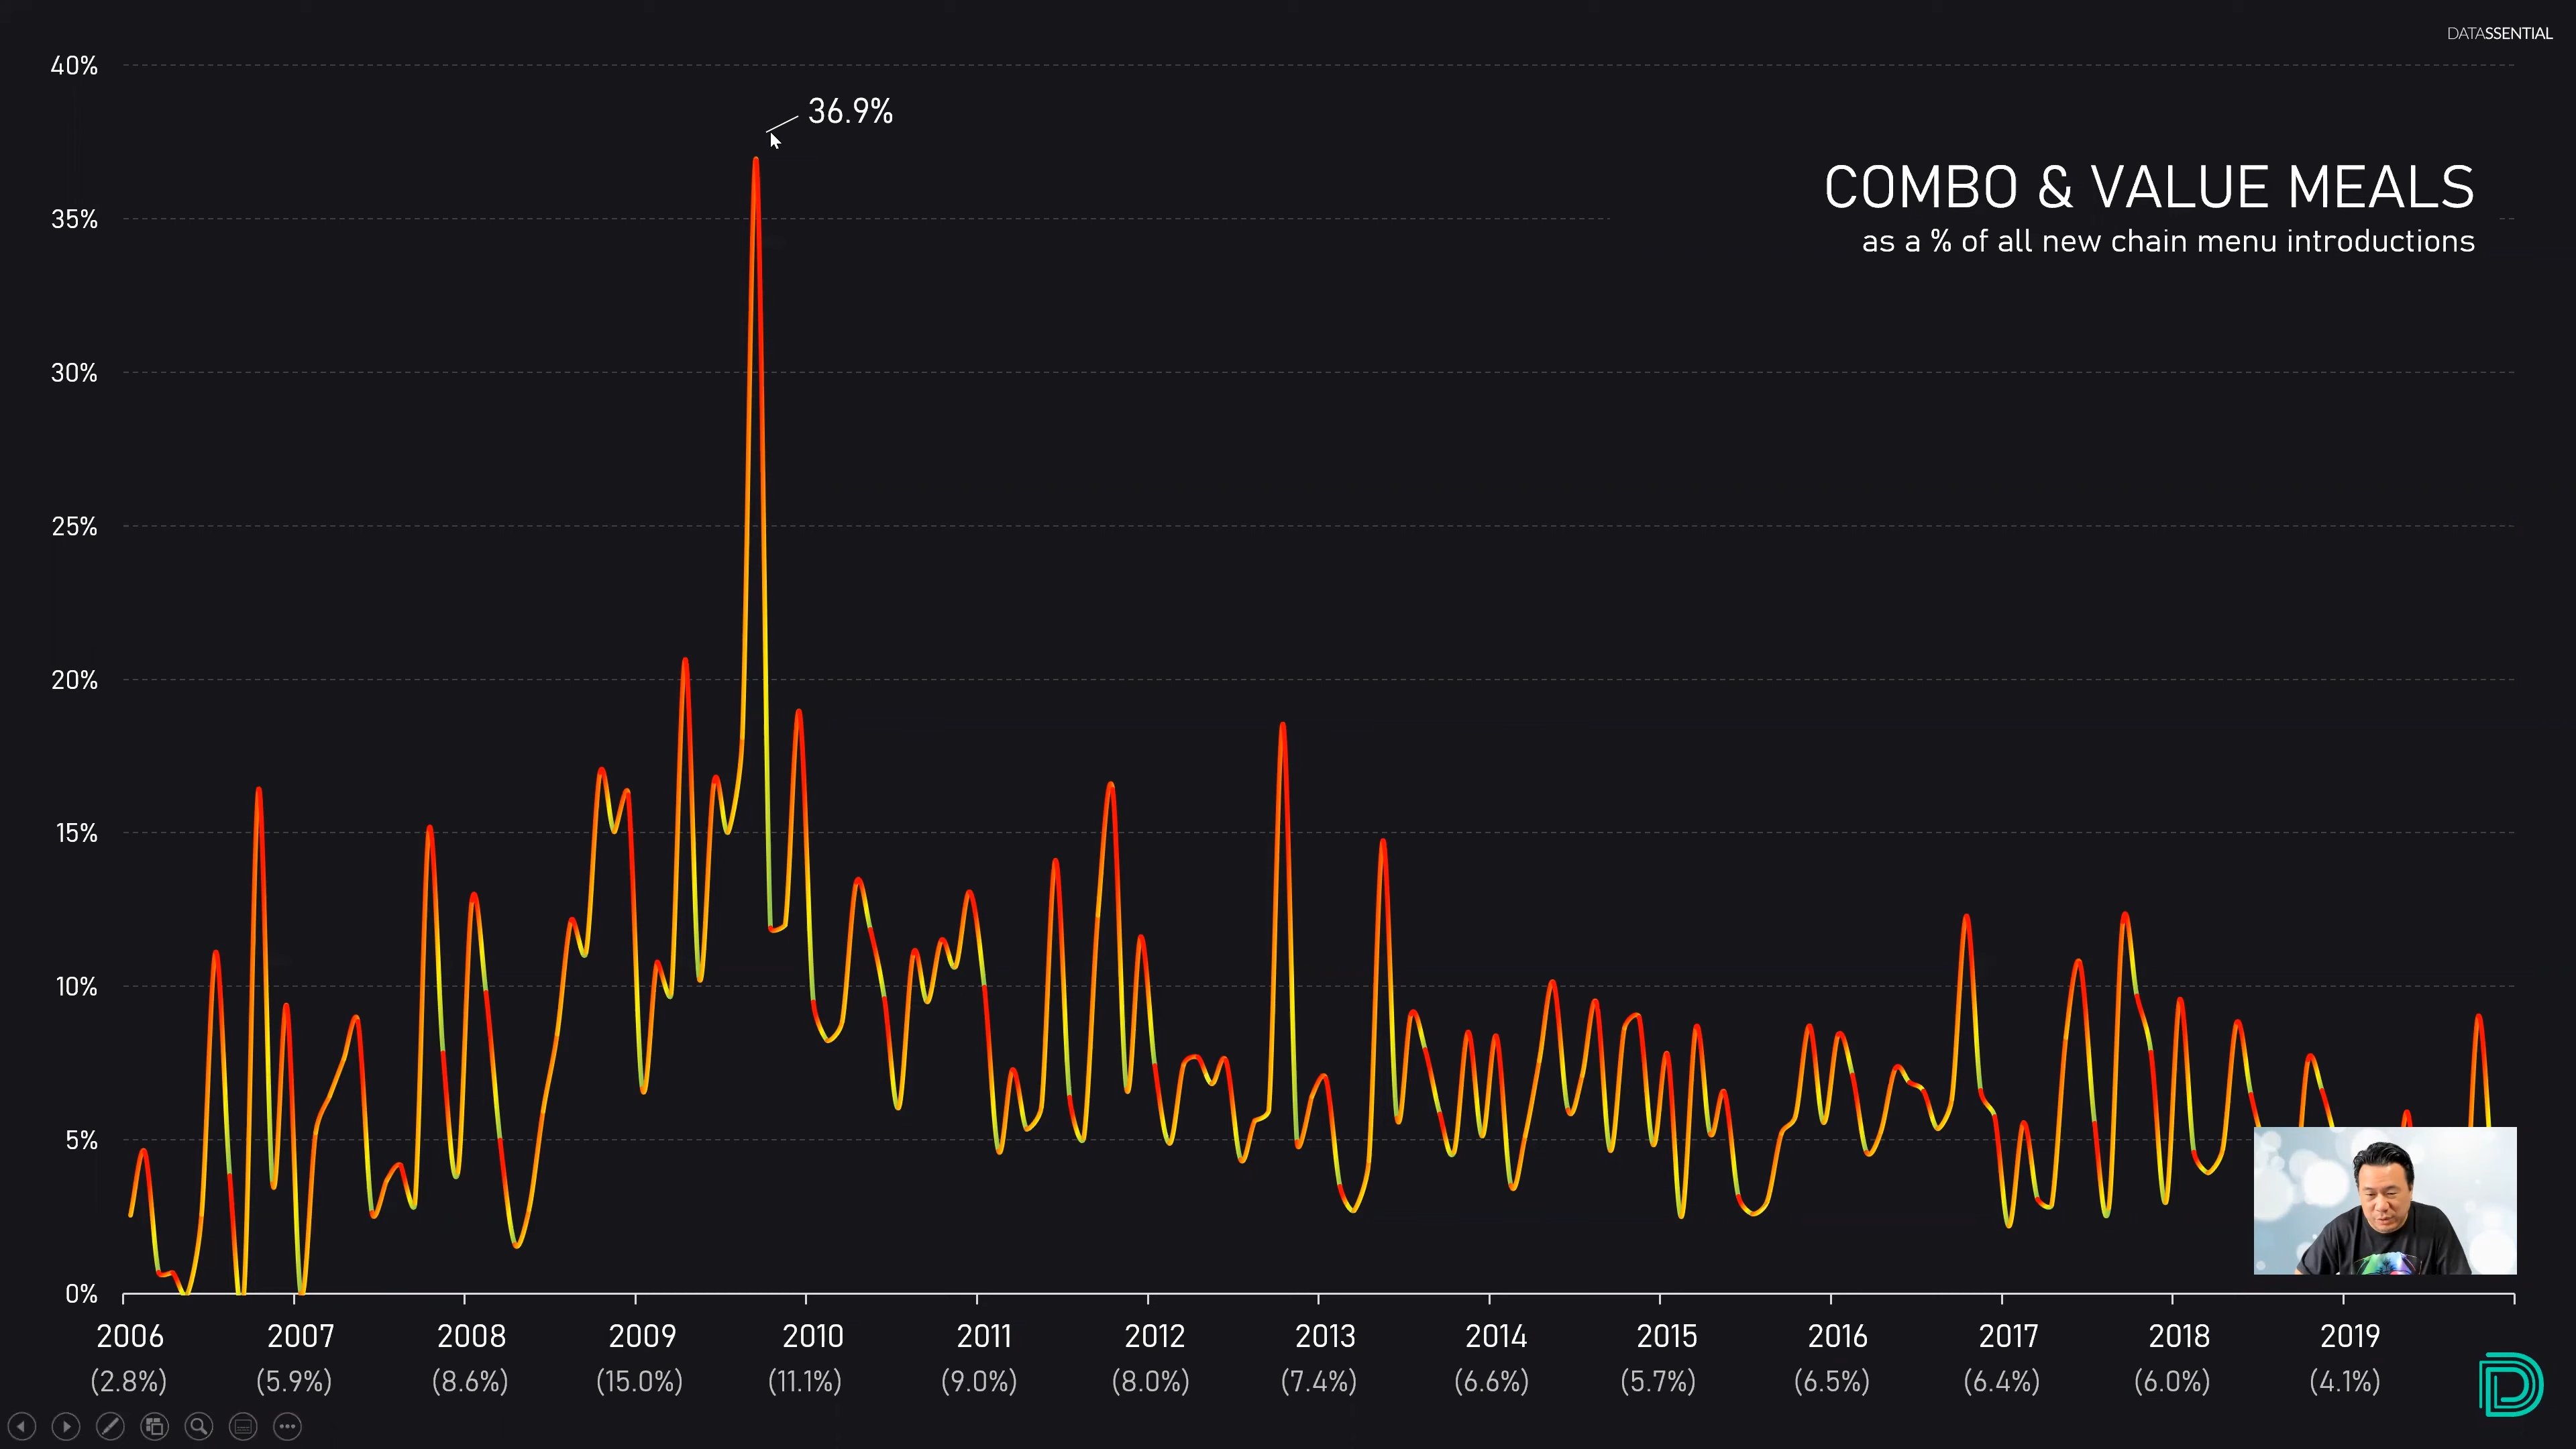 DATASSENTIAL
40%
36.9%
COMBO & VALUE MEALS
as a % of all new chain menu introductions
35%
30%
25%
20%
15%
10%
5%
0%
2006 2007 2008 2009 2010 2011 2012 2013 2014 2015 2016 2017 2018 2019
(2.8%) (5.9%) (8.6%) (15.0%) (11.1%) (9.0%) (8.0%) (7.4%) (6.6%) (5.7%) (6.5%) (6.4%) (6.0%) (4.1%)